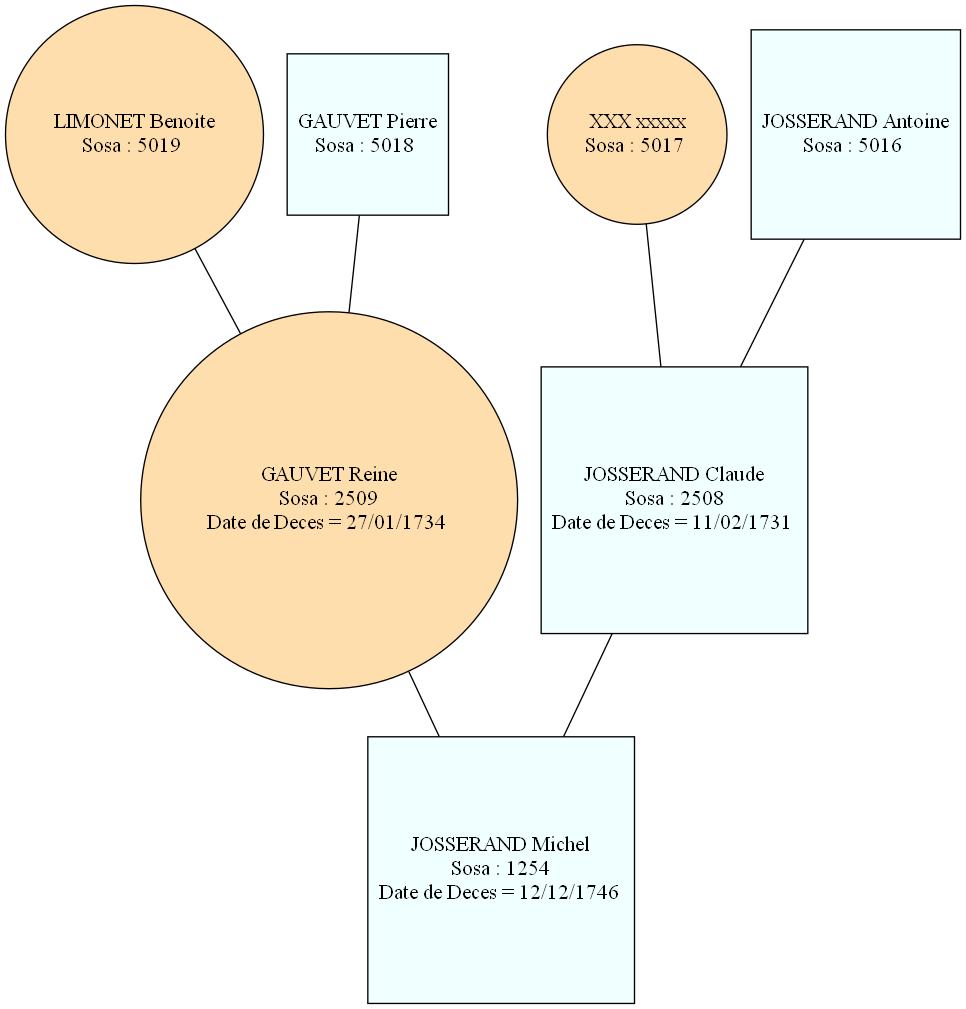 LIMONET Benoite
Sosa : 5019
GAUVET Pierre
Sosa : 5018
XXX xxxxx
Sosa : 5017
JOSSERAND Antoine
Sosa : 5016
GAUVET Reine
Sosa : 2509
Date de Deces = 27/01/1734
JOSSERAND Claude
Sosa : 2508
Date de Deces = 11/02/1731
JOSSERAND Michel
Sosa : 1254
Date de Deces = 12/12/1746